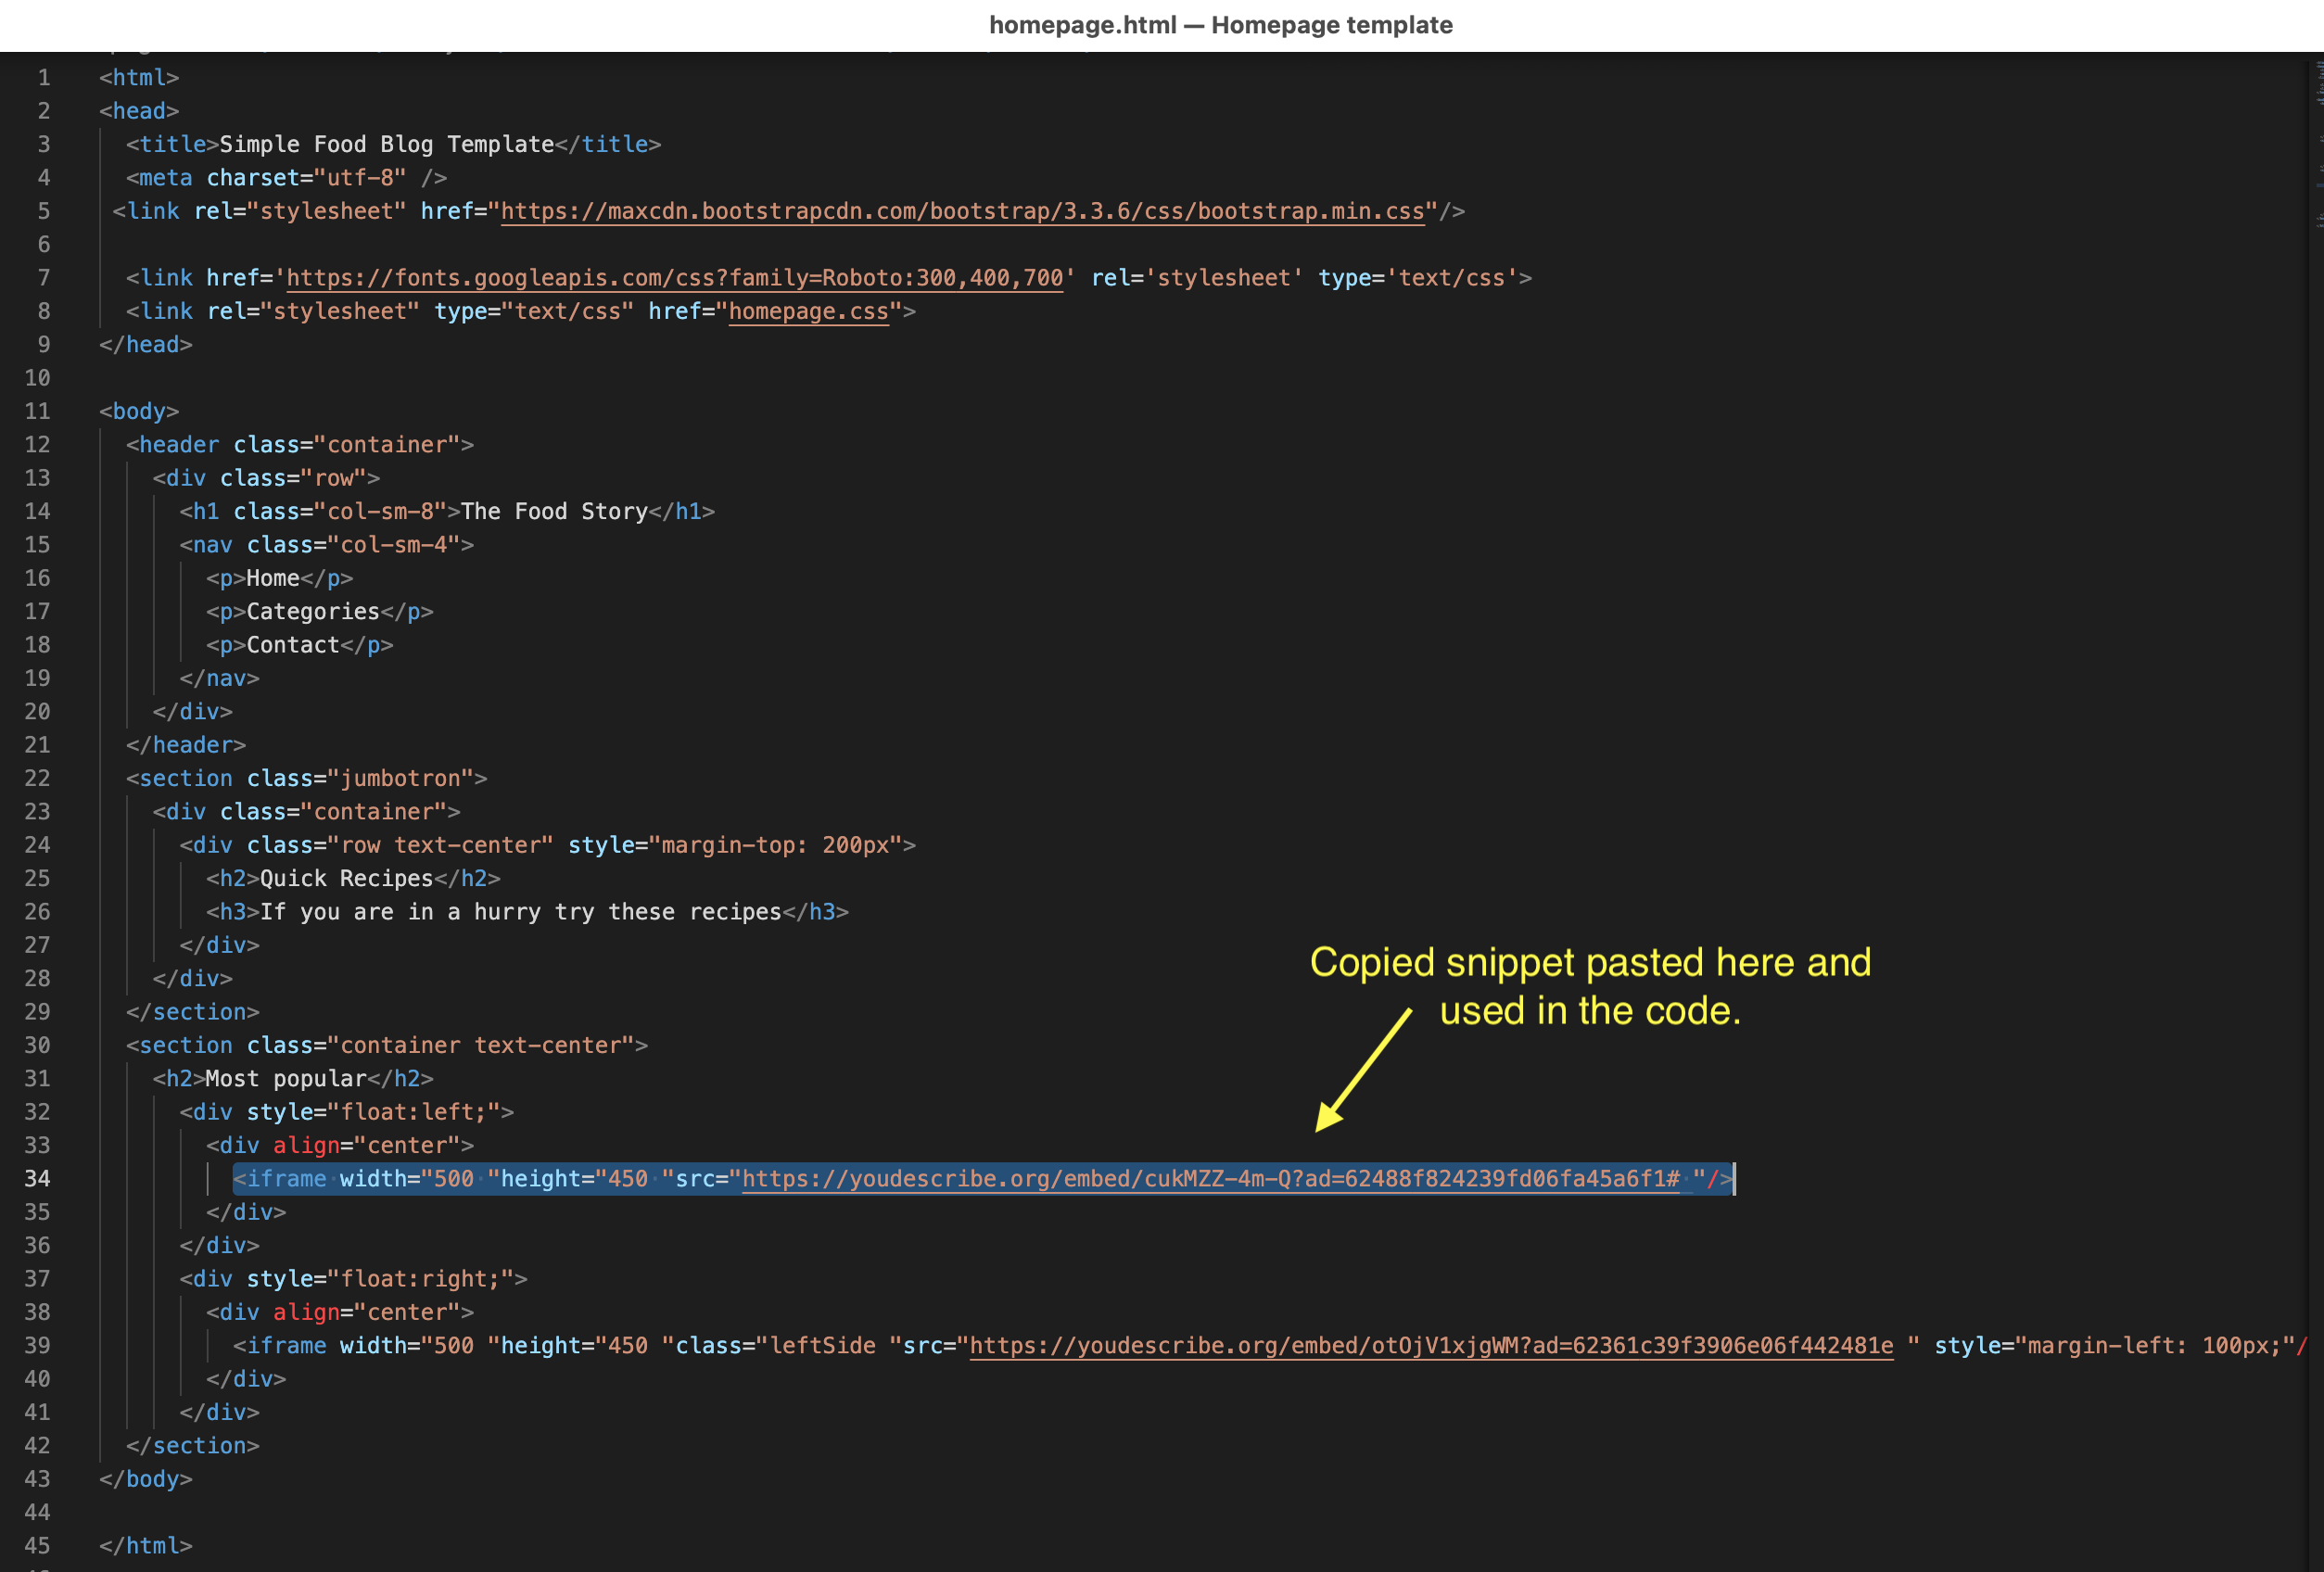 homepage.html — Homepage template
1 <html>
2 <head>
3 <title>Simple Food Blog Template</title>
4 <meta charset="utf-8" />
5 <link rel="stylesheet" href="https://maxcdn.bootstrapcdn.com/bootstrap/3.3.6/css/bootstrap.min.css"/>
6
7 <link href='https://fonts.googleapis.com/css?family=Roboto:300,400,700' rel='stylesheet' type='text/css'>
8 <link rel="stylesheet" type="text/css" href="homepage.css">
9 </head>
10
11 <body>
12 <header class="container">
13 <div class="row">
14 <h1 class="col-sm-8">The Food Story</h1>
15 <nav class="col-sm-4">
16 <p>Home</p>
17 <p>Categories</p>
18 <p>Contact</p>
19 </nav>
20 </div>
21 </header>
22 <section class="jumbotron">
23 <div class="container">
24 <div class="row text-center" style="margin-top: 200px">
25 <h2>Quick Recipes</h2>
26 <h3>If you are in a hurry try these recipes</h3>
27 </div>
28 </div>
29 </section>
30 <section class="container text-center">
31 <h2>Most popular</h2>
32 <div style="float:left;">
33 <div align="center">
34 <iframe width="500 "height="450 "src="https://youdescribe.org/embed/cukMZZ-4m-Q?ad=62488f824239fd06fa45a6f1# "/>
35 </div>
36 </div>
37 <div style="float:right;">
38 <div align="center">
39 <iframe width="500 "height="450 "class="leftSide "src="https://youdescribe.org/embed/otOjV1xjgWM?ad=62361c39f3906e06f442481e " style="margin-left: 100px;"/
40 </div>
41 </div>
42 </section>
43 </body>
44
45 </html>
Copied snippet pasted here and
used in the code.